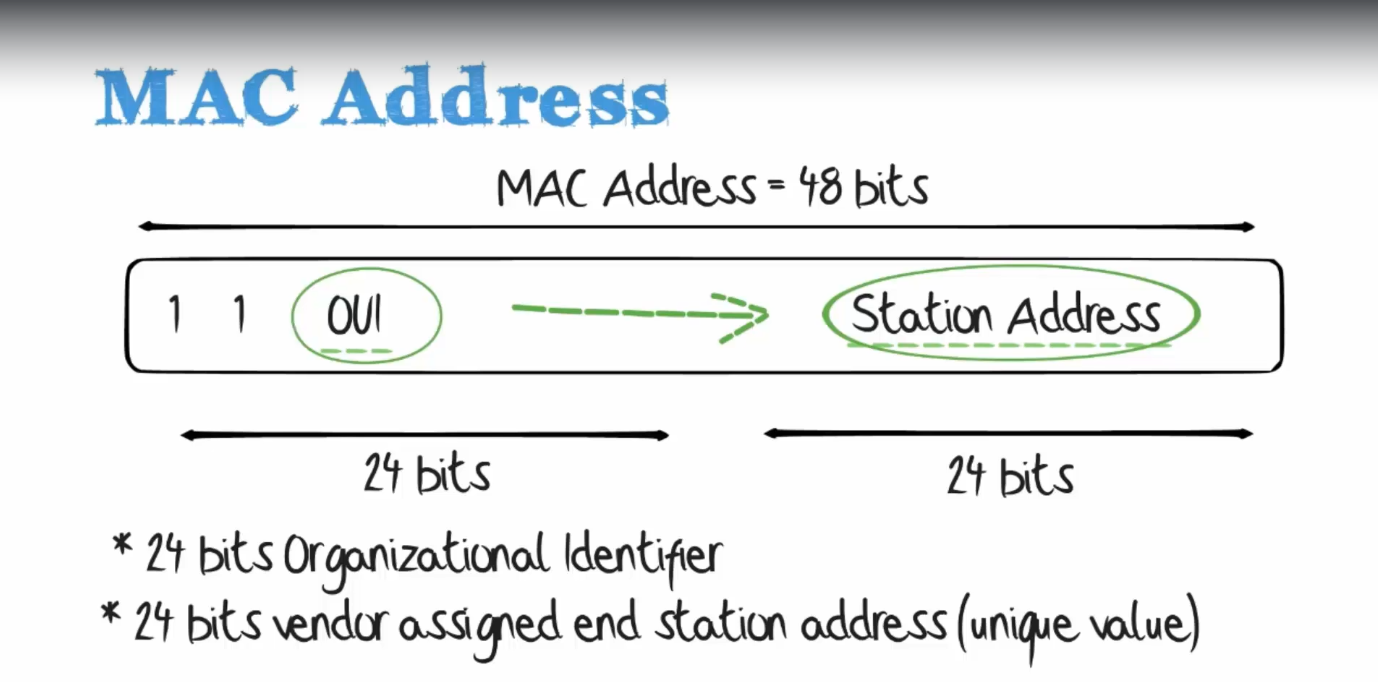 MAC Address
MAC Address = 48 bits
1 1 OUI Station Address
24 bits 24 bits
* 24 bits Organizational Identifier
* 24 bits vendor assigned end station address (unique value)